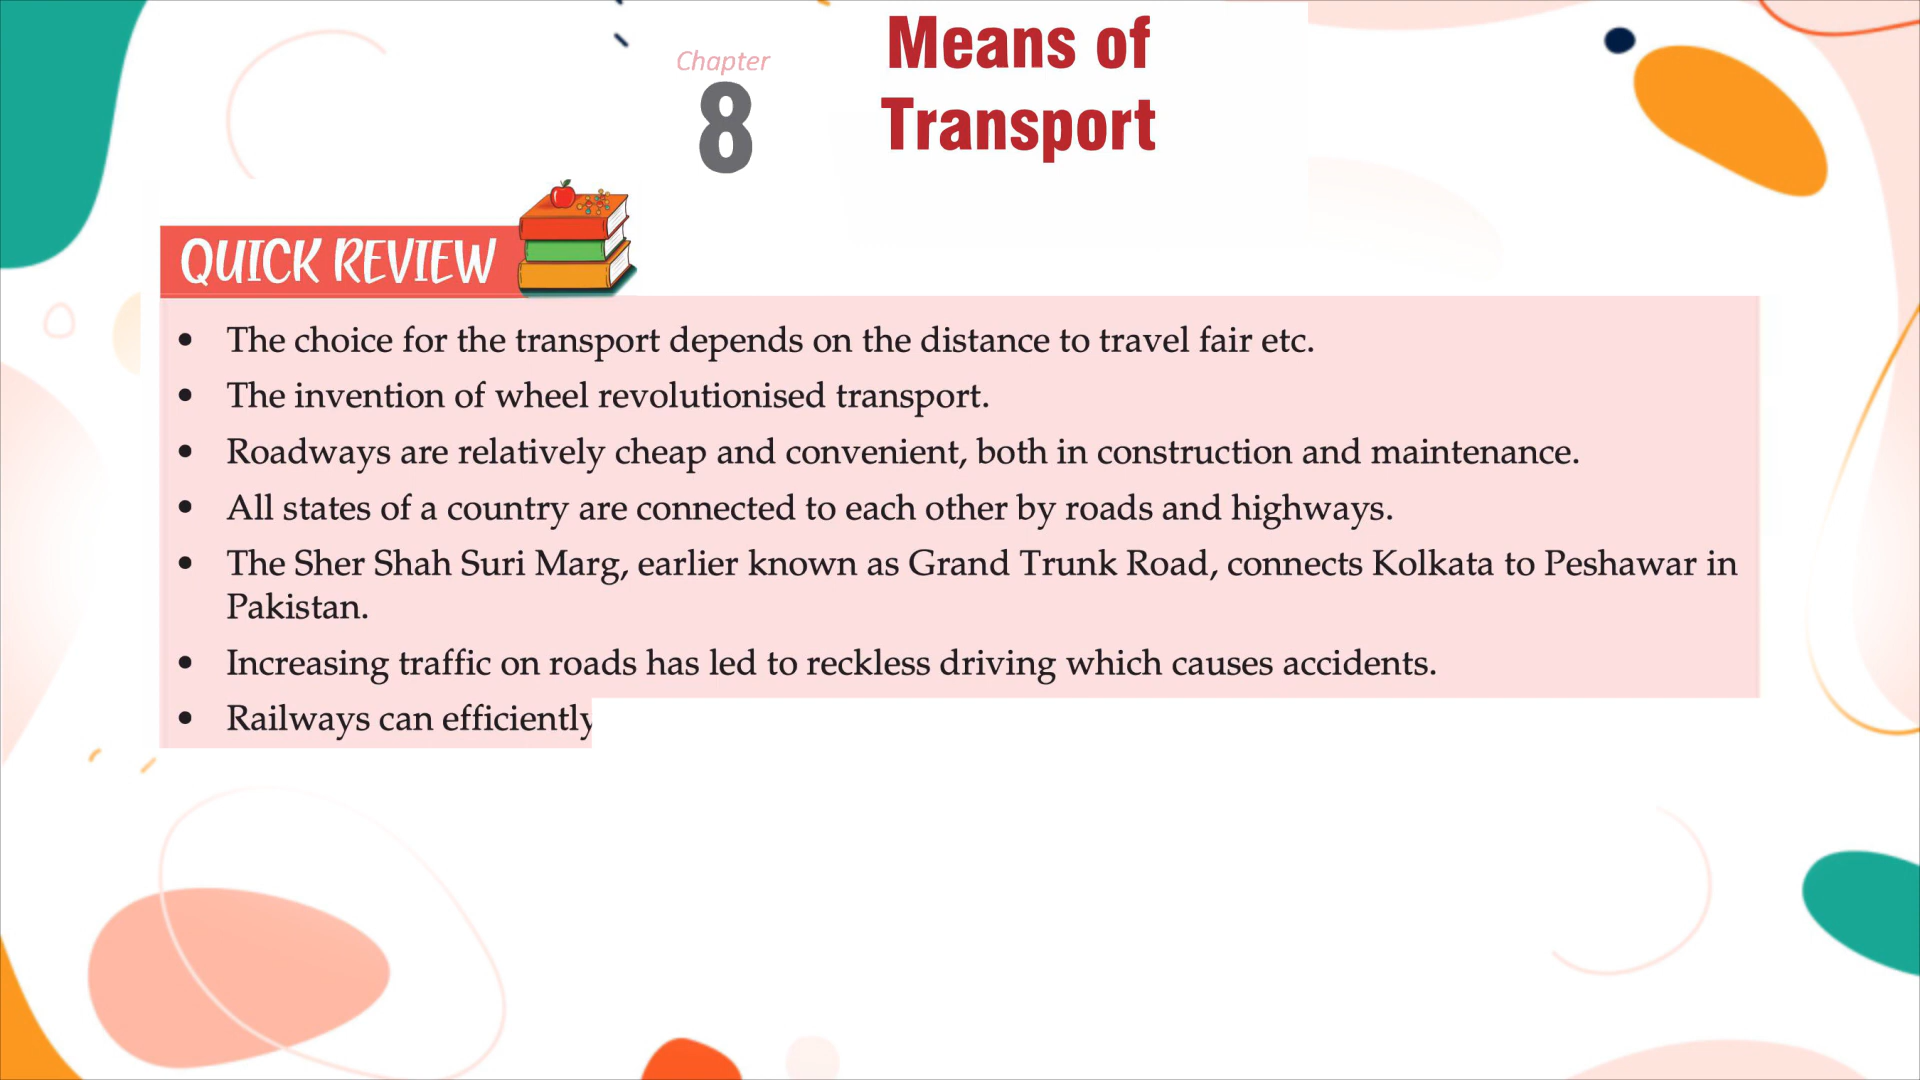 Chapter
8
Means of
Transport
QUICK REVIEW
• The choice for the transport depends on the distance to travel fair etc.
• The invention of wheel revolutionised transport.
• Roadways are relatively cheap and convenient, both in construction and maintenance.
• All states of a country are connected to each other by roads and highways.
• The Sher Shah Suri Marg, earlier known as Grand Trunk Road, connects Kolkata to Peshawar in
Pakistan.
• Increasing traffic on roads has led to reckless driving which causes accidents.
• Railways can efficiently